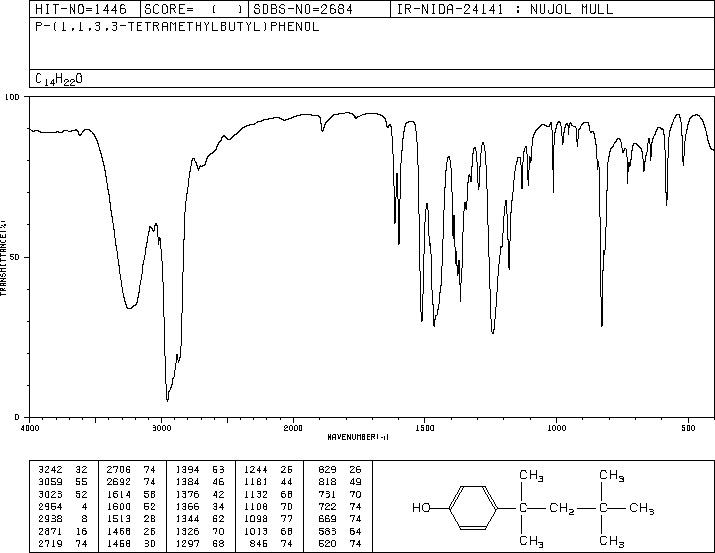 HIT-NO=1446 SCORE= ( ) SDBS-NO=2684 IR-NIDA-24141 : NUJOL MULL
P-(1,1,3,3-TETRAMETHYLBUTYL)PHENOL
C14H22O
100
50
0
TRANSMITTANCE(%)
4000 3000 2000 1500 1000 500
WAVENUMBER(-1)
3242 32 2706 74 1394 53 1244 26 829 26
3059 55 2692 74 1384 46 1181 44 818 49
3023 52 1614 58 1376 42 1132 68 731 70
2954 4 1600 52 1366 34 1108 70 722 74
2938 8 1513 28 1344 62 1098 77 669 74
2871 16 1468 26 1326 70 1013 68 583 64
2719 74 1458 30 1297 68 845 74 520 74
CH3 CH3
HO C CH2 C CH3
CH3 CH3